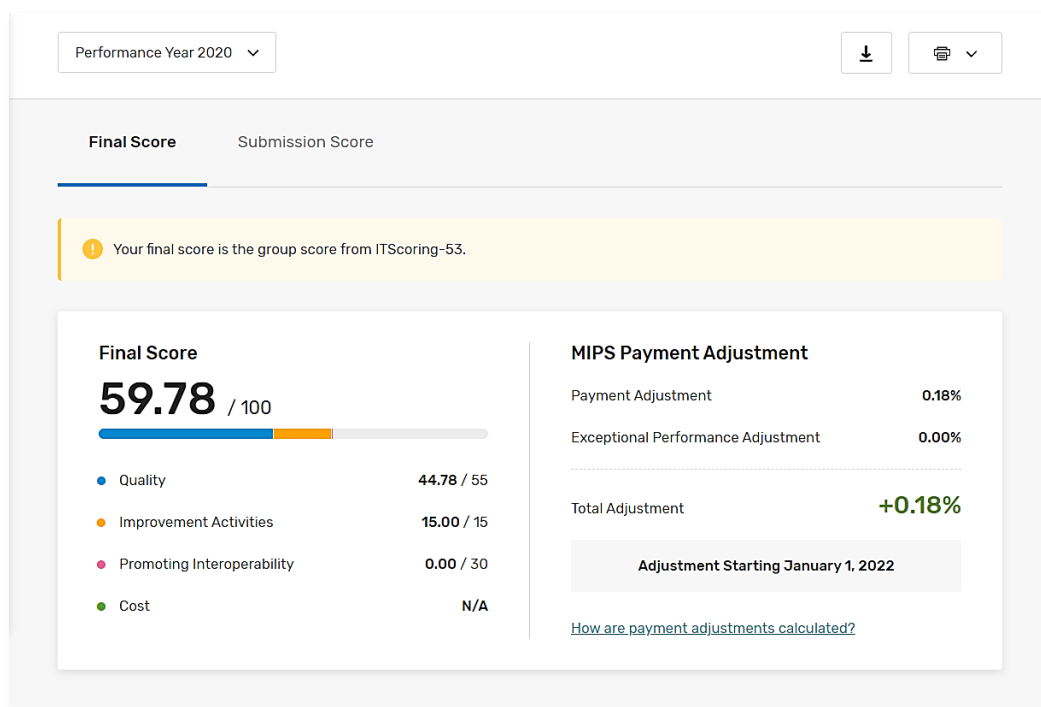 Performance Year 2020
Final Score
Submission Score
Your final score is the group score from ITScoring-53.
Final Score
59.78 / 100
Quality 44.78 / 55
Improvement Activities 15.00 / 15
Promoting Interoperability 0.00 / 30
Cost N/A
MIPS Payment Adjustment
Payment Adjustment 0.18%
Exceptional Performance Adjustment 0.00%
Total Adjustment +0.18%
Adjustment Starting January 1, 2022
How are payment adjustments calculated?